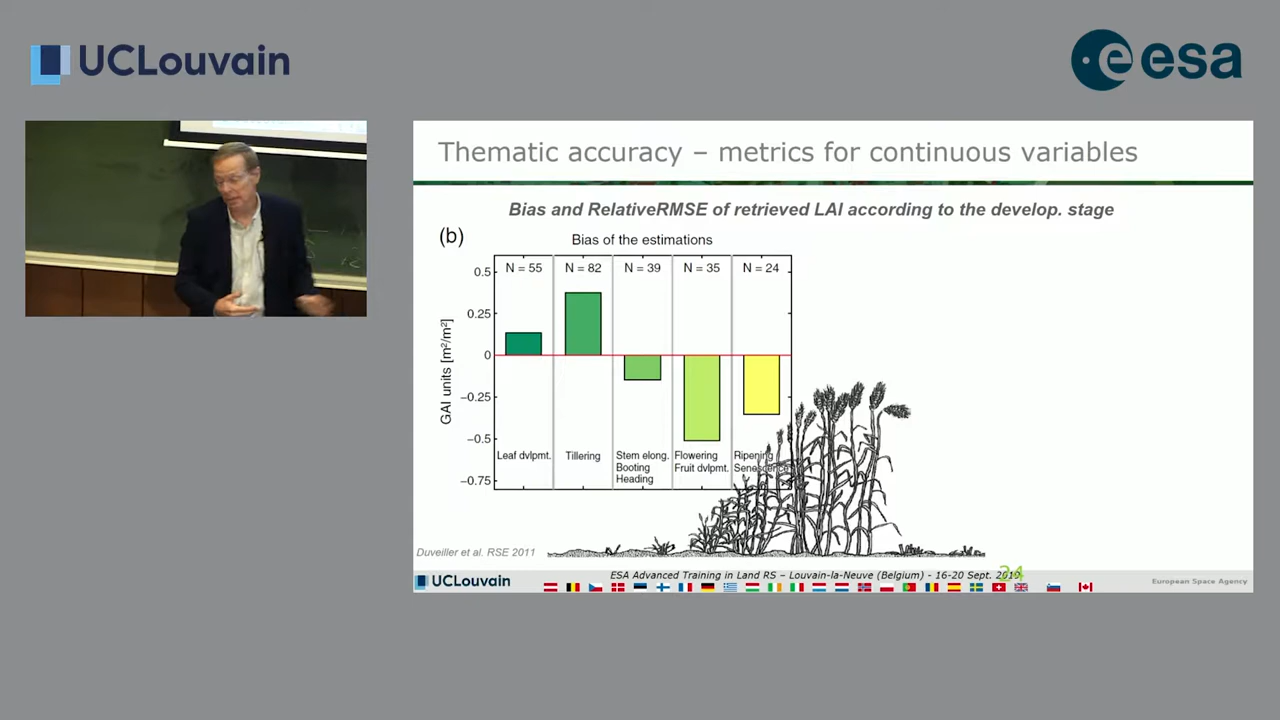 UCLouvain
esa
Thematic accuracy – metrics for continuous variables
Bias and RelativeRMSE of retrieved LAI according to the develop. stage
(b)
Bias of the estimations
N = 55 N = 82 N = 39 N = 35 N = 24
0.5
0.25
0
−0.25
−0.5
−0.75
GAI units [m²/m²]
Leaf dvlpmt.
Tillering
Stem elong.
Booting
Heading
Flowering
Fruit dvlpmt.
Ripening
Senescence
Duveiller et al. RSE 2011
24
UCLouvain
ESA Advanced Training in Land RS – Louvain-la-Neuve (Belgium) - 16-20 Sept. 2019
European Space Agency